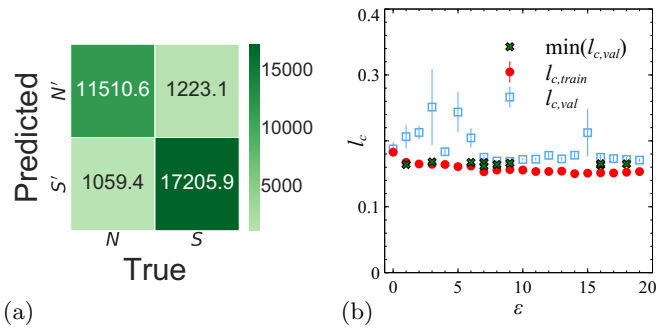 (a)
Predicted
N′
S′
11510.6
1223.1
1059.4
17205.9
N
S
True
15000
10000
5000
(b)
l_c
0.4
0.3
0.2
0.1
0
min(l_{c,val})
l_{c,train}
l_{c,val}
0 5 10 15 20
ε